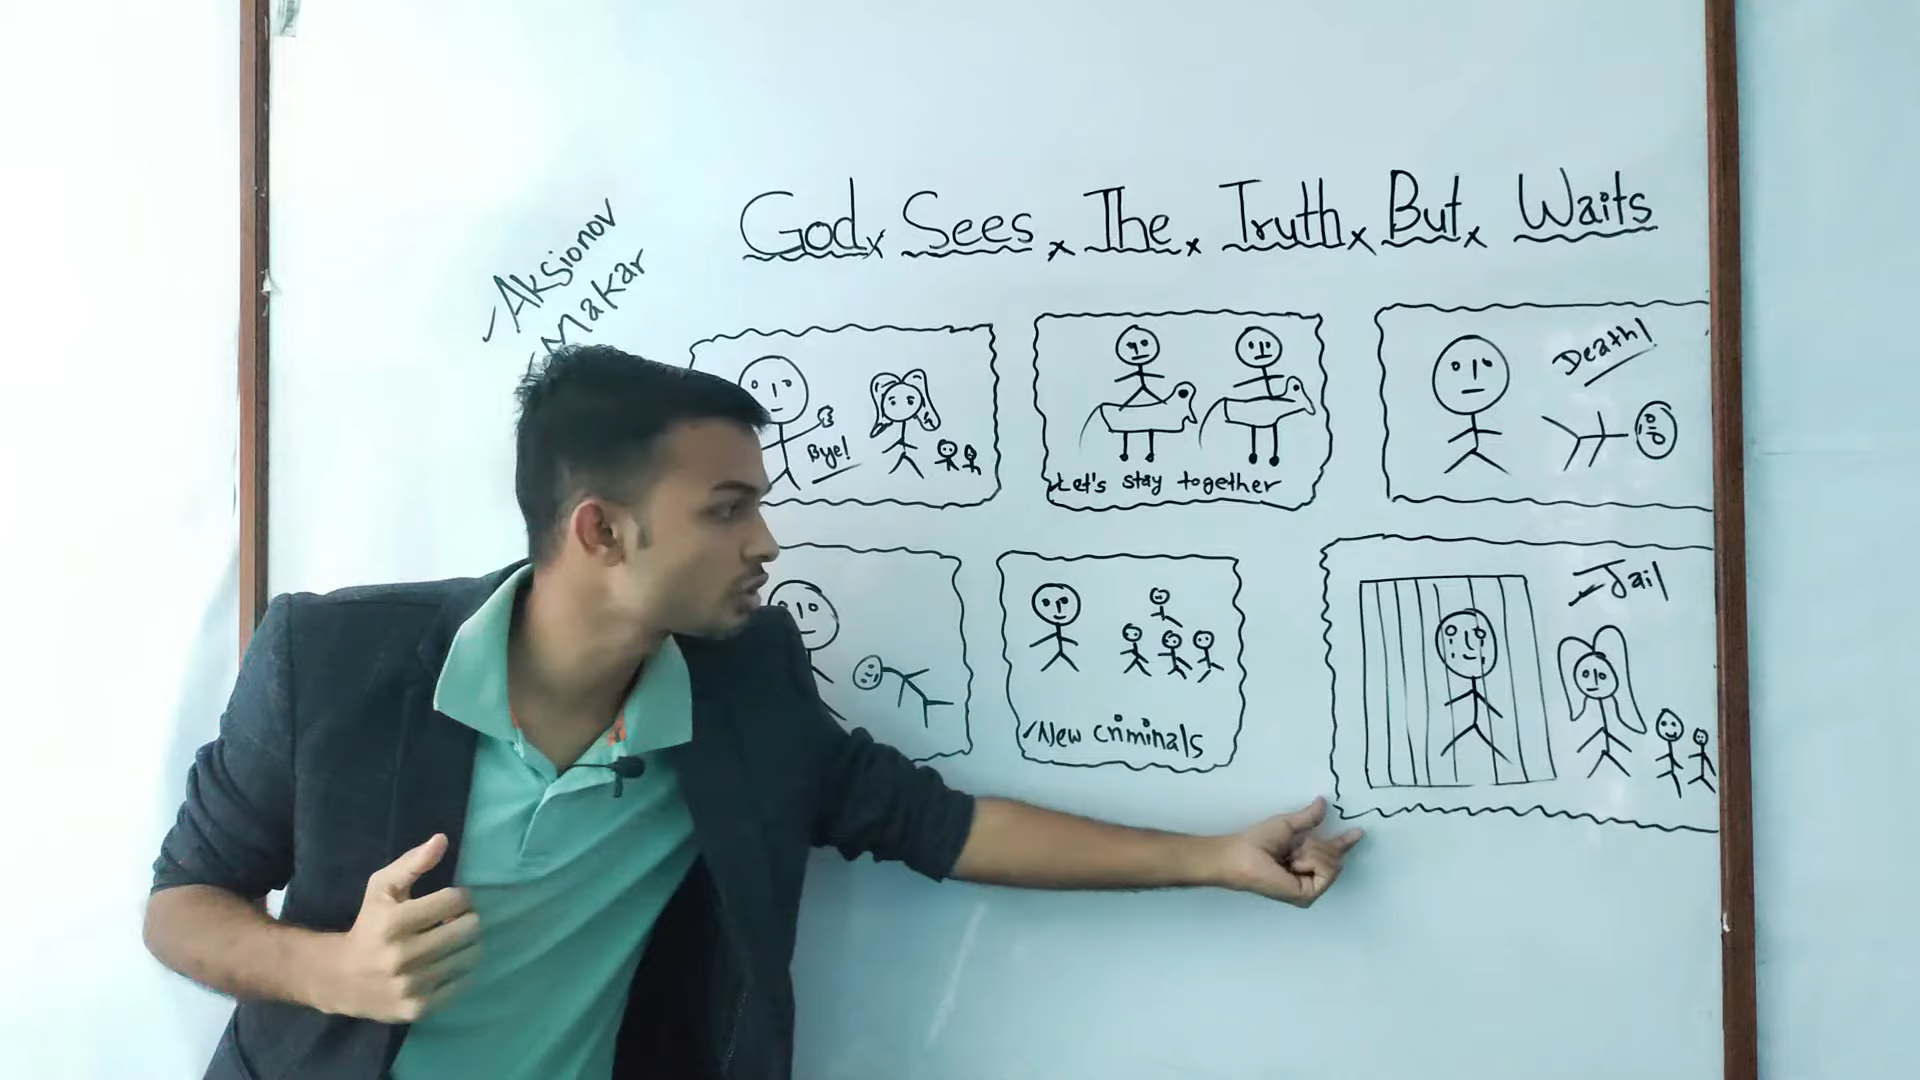 God Sees The Truth But Waits
Aksionov
Makar
Bye!
Let's stay together
Death!
New criminals
Jail